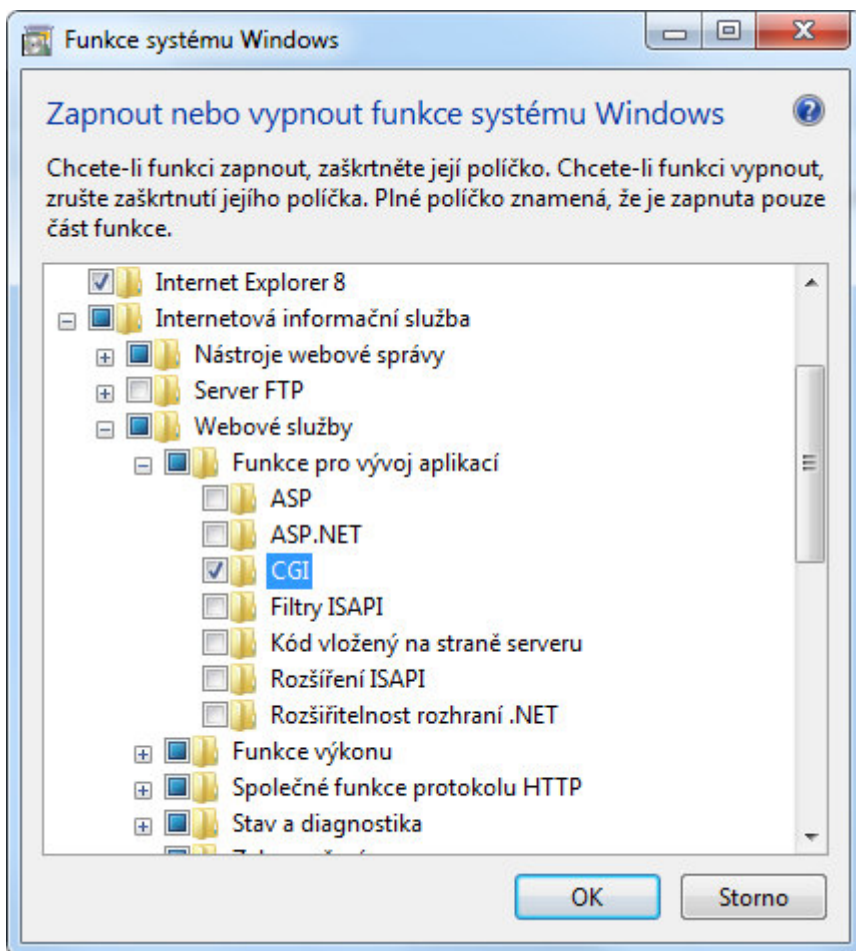 Funkce systému Windows
Zapnout nebo vypnout funkce systému Windows
Chcete-li funkci zapnout, zaškrtněte její políčko. Chcete-li funkci vypnout,
zrušte zaškrtnutí jejího políčka. Plné políčko znamená, že je zapnuta pouze
část funkce.
Internet Explorer 8
Internetová informační služba
Nástroje webové správy
Server FTP
Webové služby
Funkce pro vývoj aplikací
ASP
ASP.NET
CGI
Filtry ISAPI
Kód vložený na straně serveru
Rozšíření ISAPI
Rozšiřitelnost rozhraní .NET
Funkce výkonu
Společné funkce protokolu HTTP
Stav a diagnostika
OK
Storno